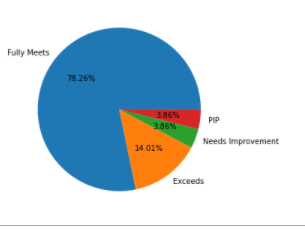 Fully Meets
78.26%
3.86%
PIP
3.86%
Needs Improvement
14.01%
Exceeds